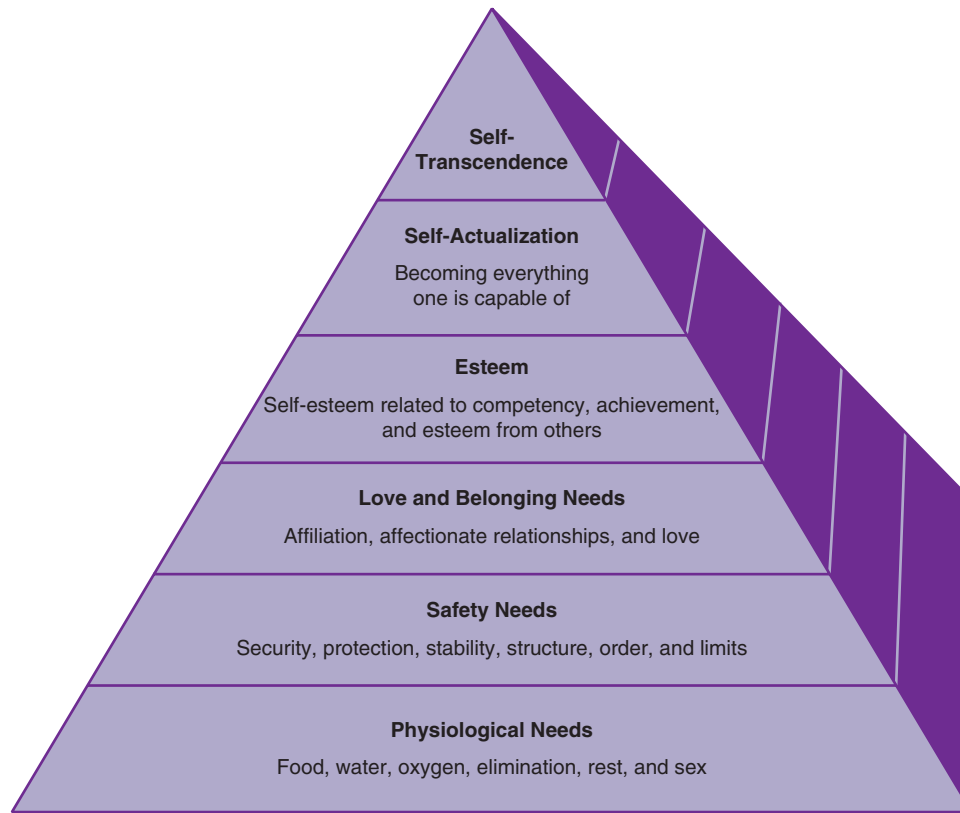 Self-
Transcendence
Self-Actualization
Becoming everything
one is capable of
Esteem
Self-esteem related to competency, achievement,
and esteem from others
Love and Belonging Needs
Affiliation, affectionate relationships, and love
Safety Needs
Security, protection, stability, structure, order, and limits
Physiological Needs
Food, water, oxygen, elimination, rest, and sex